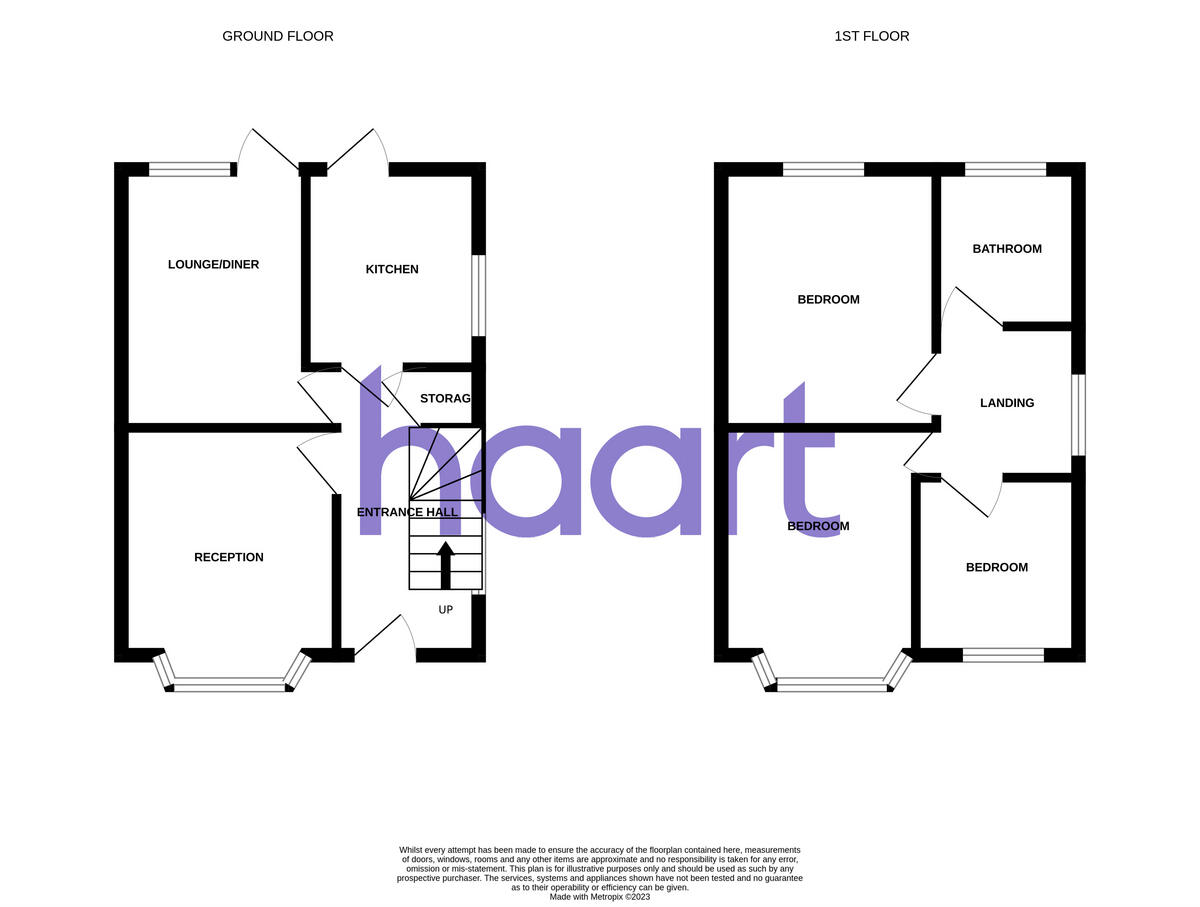 GROUND FLOOR
1ST FLOOR
LOUNGE/DINER
KITCHEN
STORAG
ENTRANCE HALL
RECEPTION
UP
BEDROOM
BATHROOM
LANDING
BEDROOM
BEDROOM
haart
Whilst every attempt has been made to ensure the accuracy of the floorplan contained here, measurements
of doors, windows, rooms and any other items are approximate and no responsibility is taken for any error,
omission or mis-statement. This plan is for illustrative purposes only and should be used as such by any
prospective purchaser. The services, systems and appliances shown have not been tested and no guarantee
as to their operability or efficiency can be given.
Made with Metropix ©2023